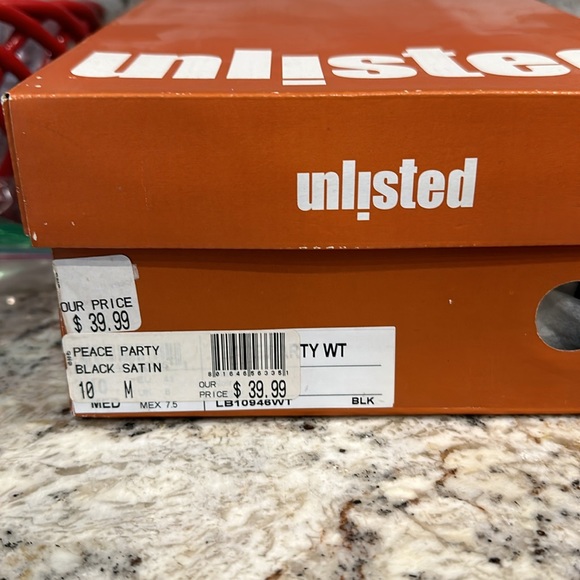 unlisted
unlisted
OUR PRICE
$ 39.99
PEACE PARTY
BLACK SATIN
10 M
OUR
PRICE $ 39.99
TY WT
MED MEX 7.5 LB10946WT BLK